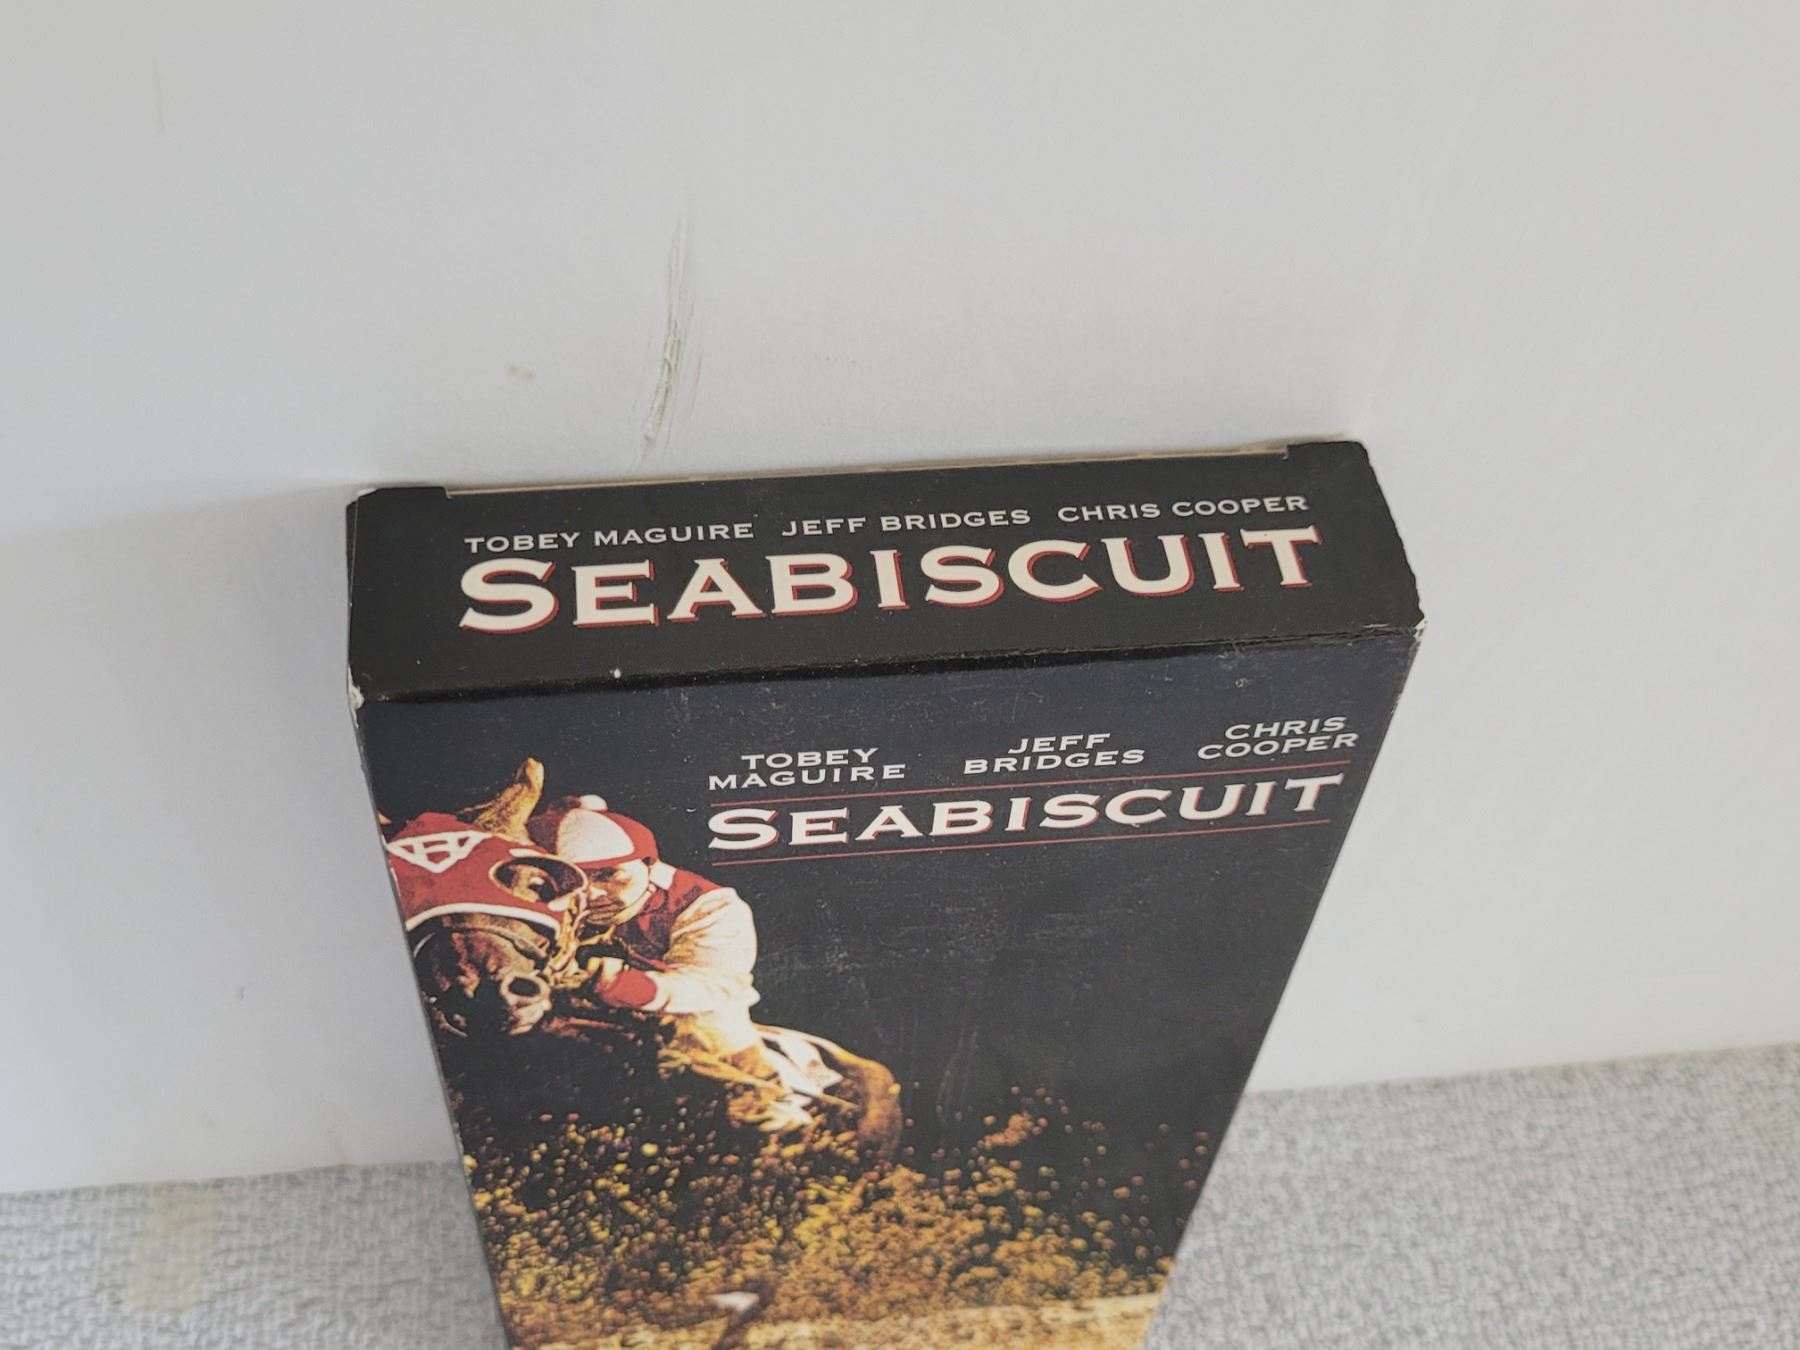 TOBEY MAGUIRE JEFF BRIDGES CHRIS COOPER
SEABISCUIT
TOBEY MAGUIRE
JEFF BRIDGES
CHRIS COOPER
SEABISCUIT
H